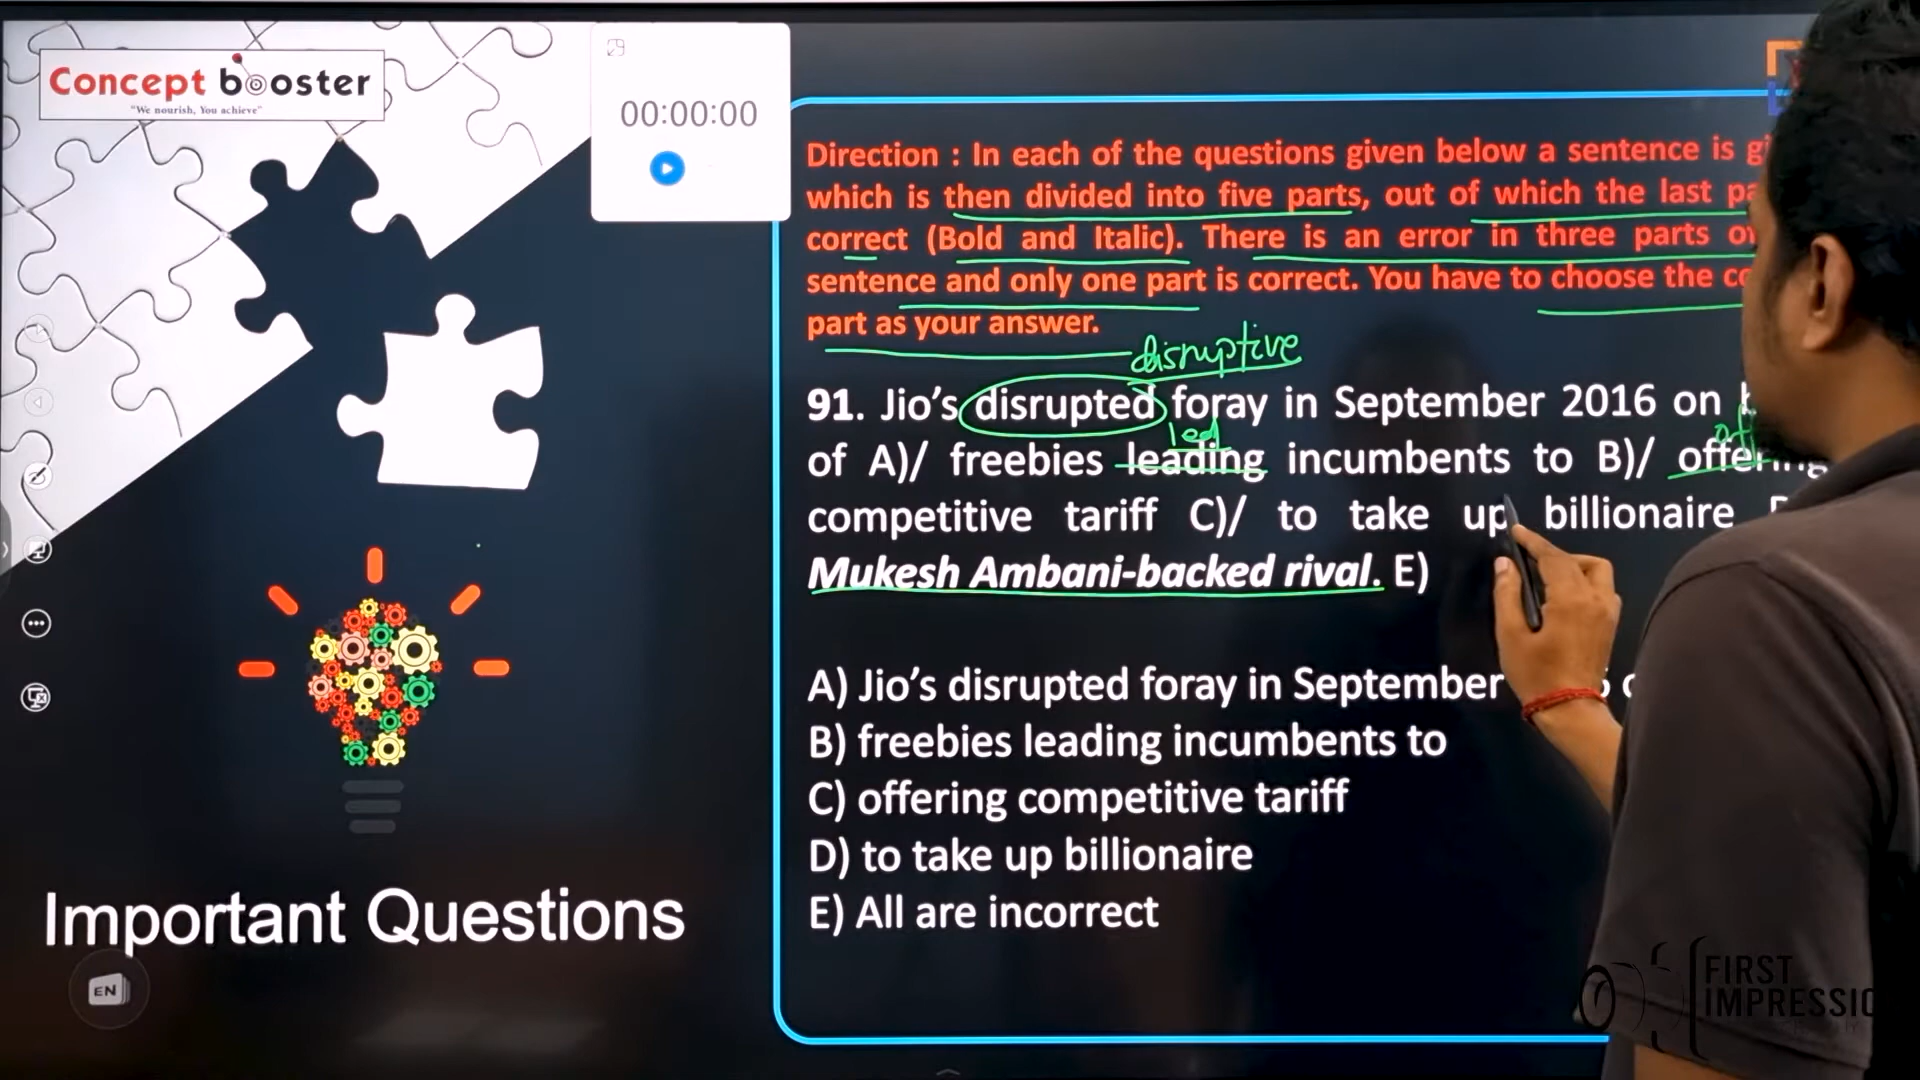 Concept booster
"We nourish, You achieve"
00:00:00
Direction : In each of the questions given below a sentence is
which is then divided into five parts, out of which the last
correct (Bold and Italic). There is an error in three parts
sentence and only one part is correct. You have to choose the
part as your answer.
disruptive
91. Jio's disrupted foray in September 2016 on
led
of A)/ freebies leading incumbents to B)/ offering
competitive tariff C)/ to take up billionaire
Mukesh Ambani-backed rival. E)
A) Jio's disrupted foray in September
B) freebies leading incumbents to
C) offering competitive tariff
D) to take up billionaire
E) All are incorrect
Important Questions
EN
FIRST